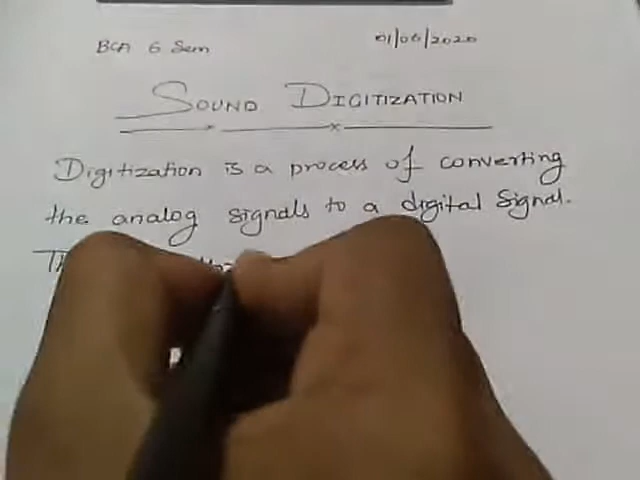 BCA 6 Sem
01/06/2020
SOUND DIGITIZATION
Digitization is a process of converting
the analog signals to a digital signal.